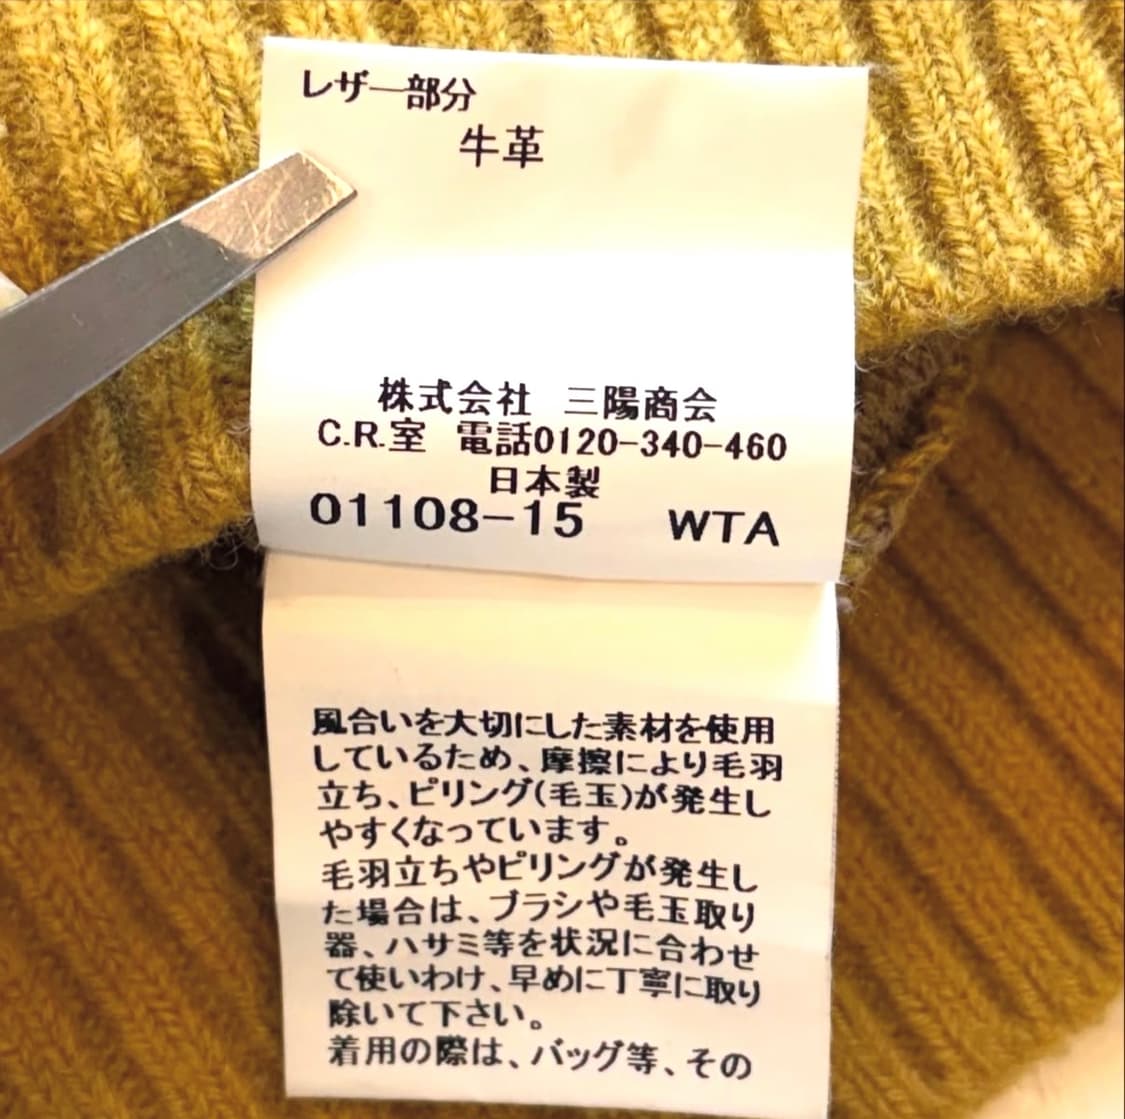 レザー部分
牛革
株式会社 三陽商会
C.R.室 電話0120-340-460
日本製
01108-15 WTA
風合いを大切にした素材を使用
しているため、摩擦により毛羽
立ち、ピリング(毛玉)が発生し
やすくなっています。
毛羽立ちやピリングが発生し
た場合は、ブラシや毛玉取り
器、ハサミ等を状況に合わせ
て使いわけ、早めに丁寧に取り
除いて下さい。
着用の際は、バッグ等、その